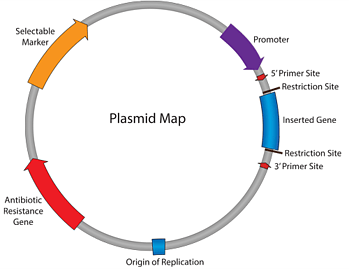 Selectable
Marker
Promoter
5' Primer Site
Restriction Site
Plasmid Map
Inserted Gene
Restriction Site
3' Primer Site
Antibiotic
Resistance
Gene
Origin of Replication